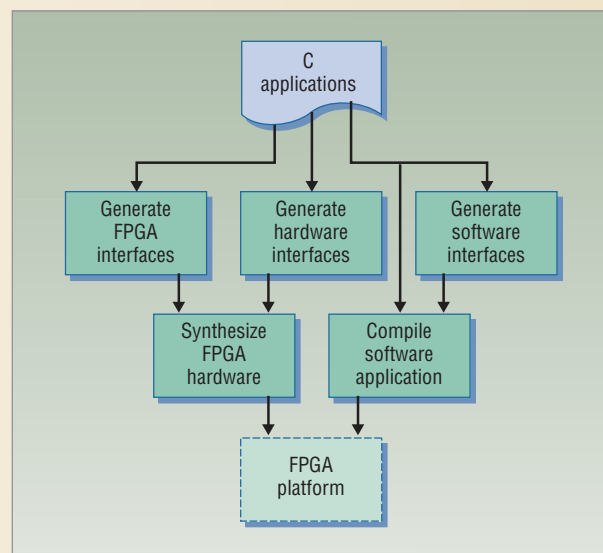 C
applications
Generate
FPGA
interfaces
Generate
hardware
interfaces
Generate
software
interfaces
Synthesize
FPGA
hardware
Compile
software
application
FPGA
platform